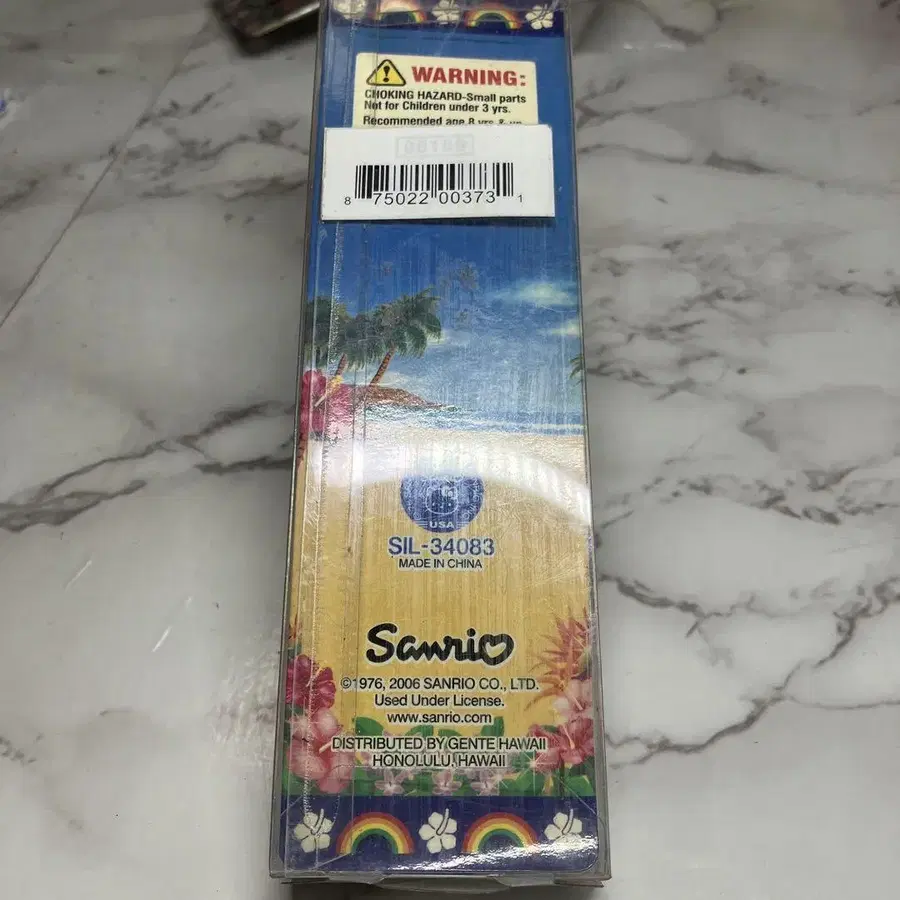 WARNING:
CHOKING HAZARD-Small parts
Not for Children under 3 yrs.
Recommended age 8 yrs. & up
8 75022 00373 1
USA
SIL-34083
MADE IN CHINA
Sanrio
©1976, 2006 SANRIO CO., LTD.
Used Under License.
www.sanrio.com
DISTRIBUTED BY GENTE HAWAII
HONOLULU, HAWAII